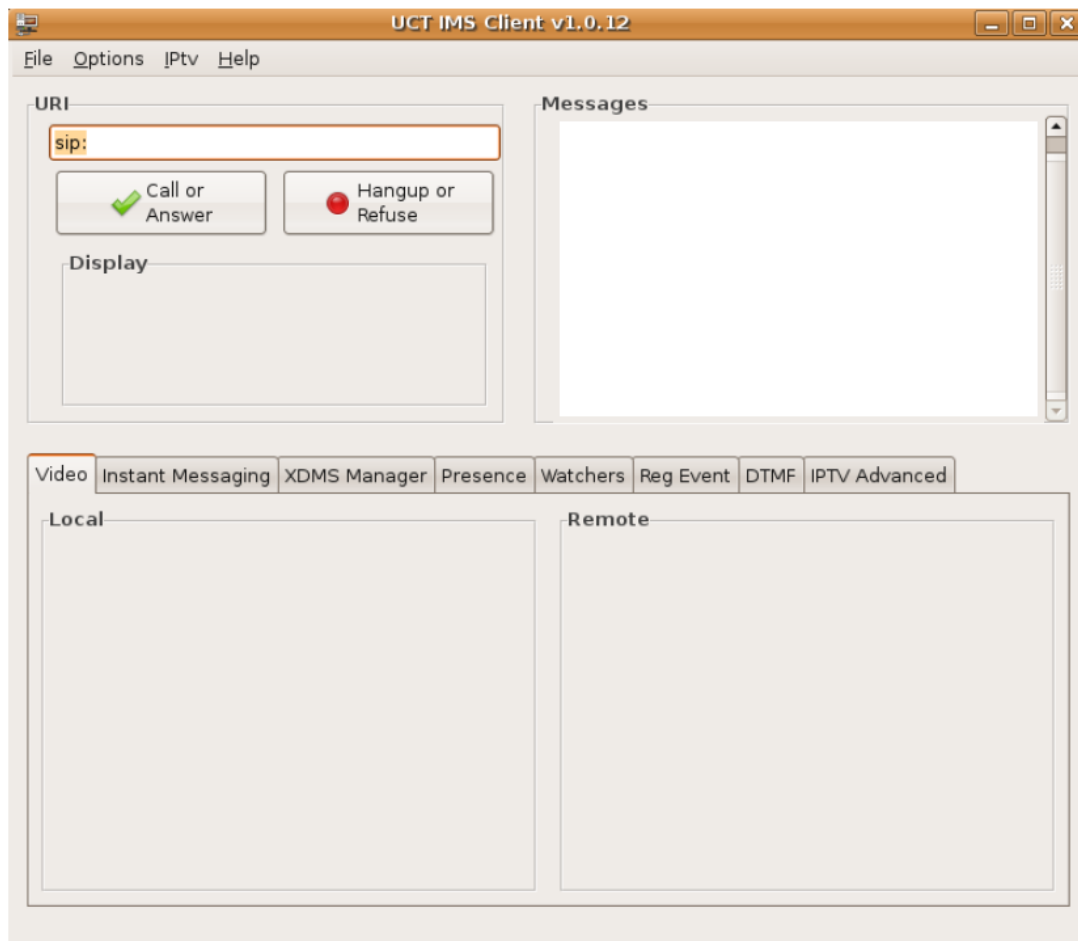 UCT IMS Client v1.0.12
File Options IPtv Help
URI
sip:
Call or
Answer
Hangup or
Refuse
Display
Messages
Video Instant Messaging XDMS Manager Presence Watchers Reg Event DTMF IPTV Advanced
Local
Remote